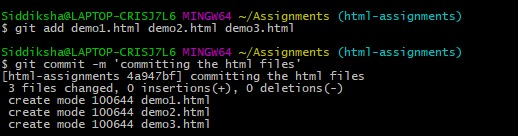 Siddiksha@LAPTOP-CRISJ7L6 MINGW64 ~/Assignments (html-assignments)
$ git add demo1.html demo2.html demo3.html
Siddiksha@LAPTOP-CRISJ7L6 MINGW64 ~/Assignments (html-assignments)
$ git commit -m 'committing the html files'
[html-assignments 4a947bf] committing the html files
 3 files changed, 0 insertions(+), 0 deletions(-)
 create mode 100644 demo1.html
 create mode 100644 demo2.html
 create mode 100644 demo3.html